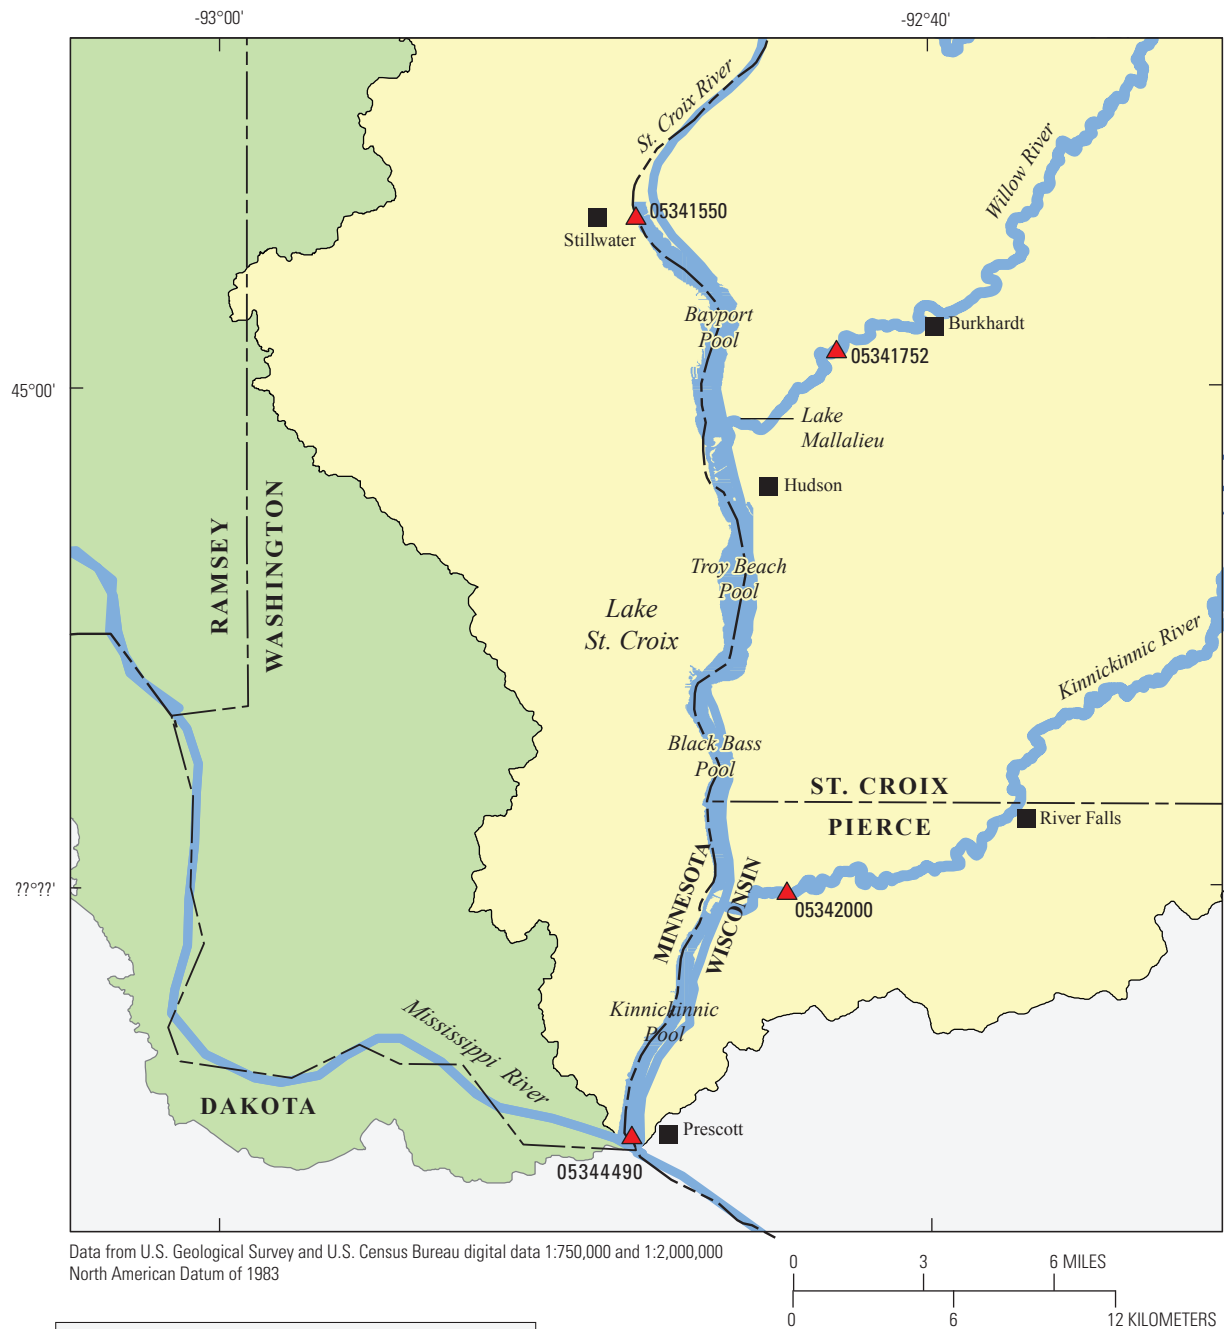 -93°00'
-92°40'
St. Croix River
Willow River
05341550
Stillwater
Bayport
Pool
Burkhardt
05341752
45°00'
Lake
Mallalieu
Hudson
RAMSEY
WASHINGTON
Troy Beach
Pool
Lake
St. Croix
Kinnickinnic River
Black Bass
Pool
ST. CROIX
PIERCE
River Falls
MINNESOTA
WISCONSIN
??°??'
05342000
Kinnickinnic
Pool
Mississippi River
DAKOTA
Prescott
05344490
Data from U.S. Geological Survey and U.S. Census Bureau digital data 1:750,000 and 1:2,000,000
North American Datum of 1983
0 3 6 MILES
0 6 12 KILOMETERS